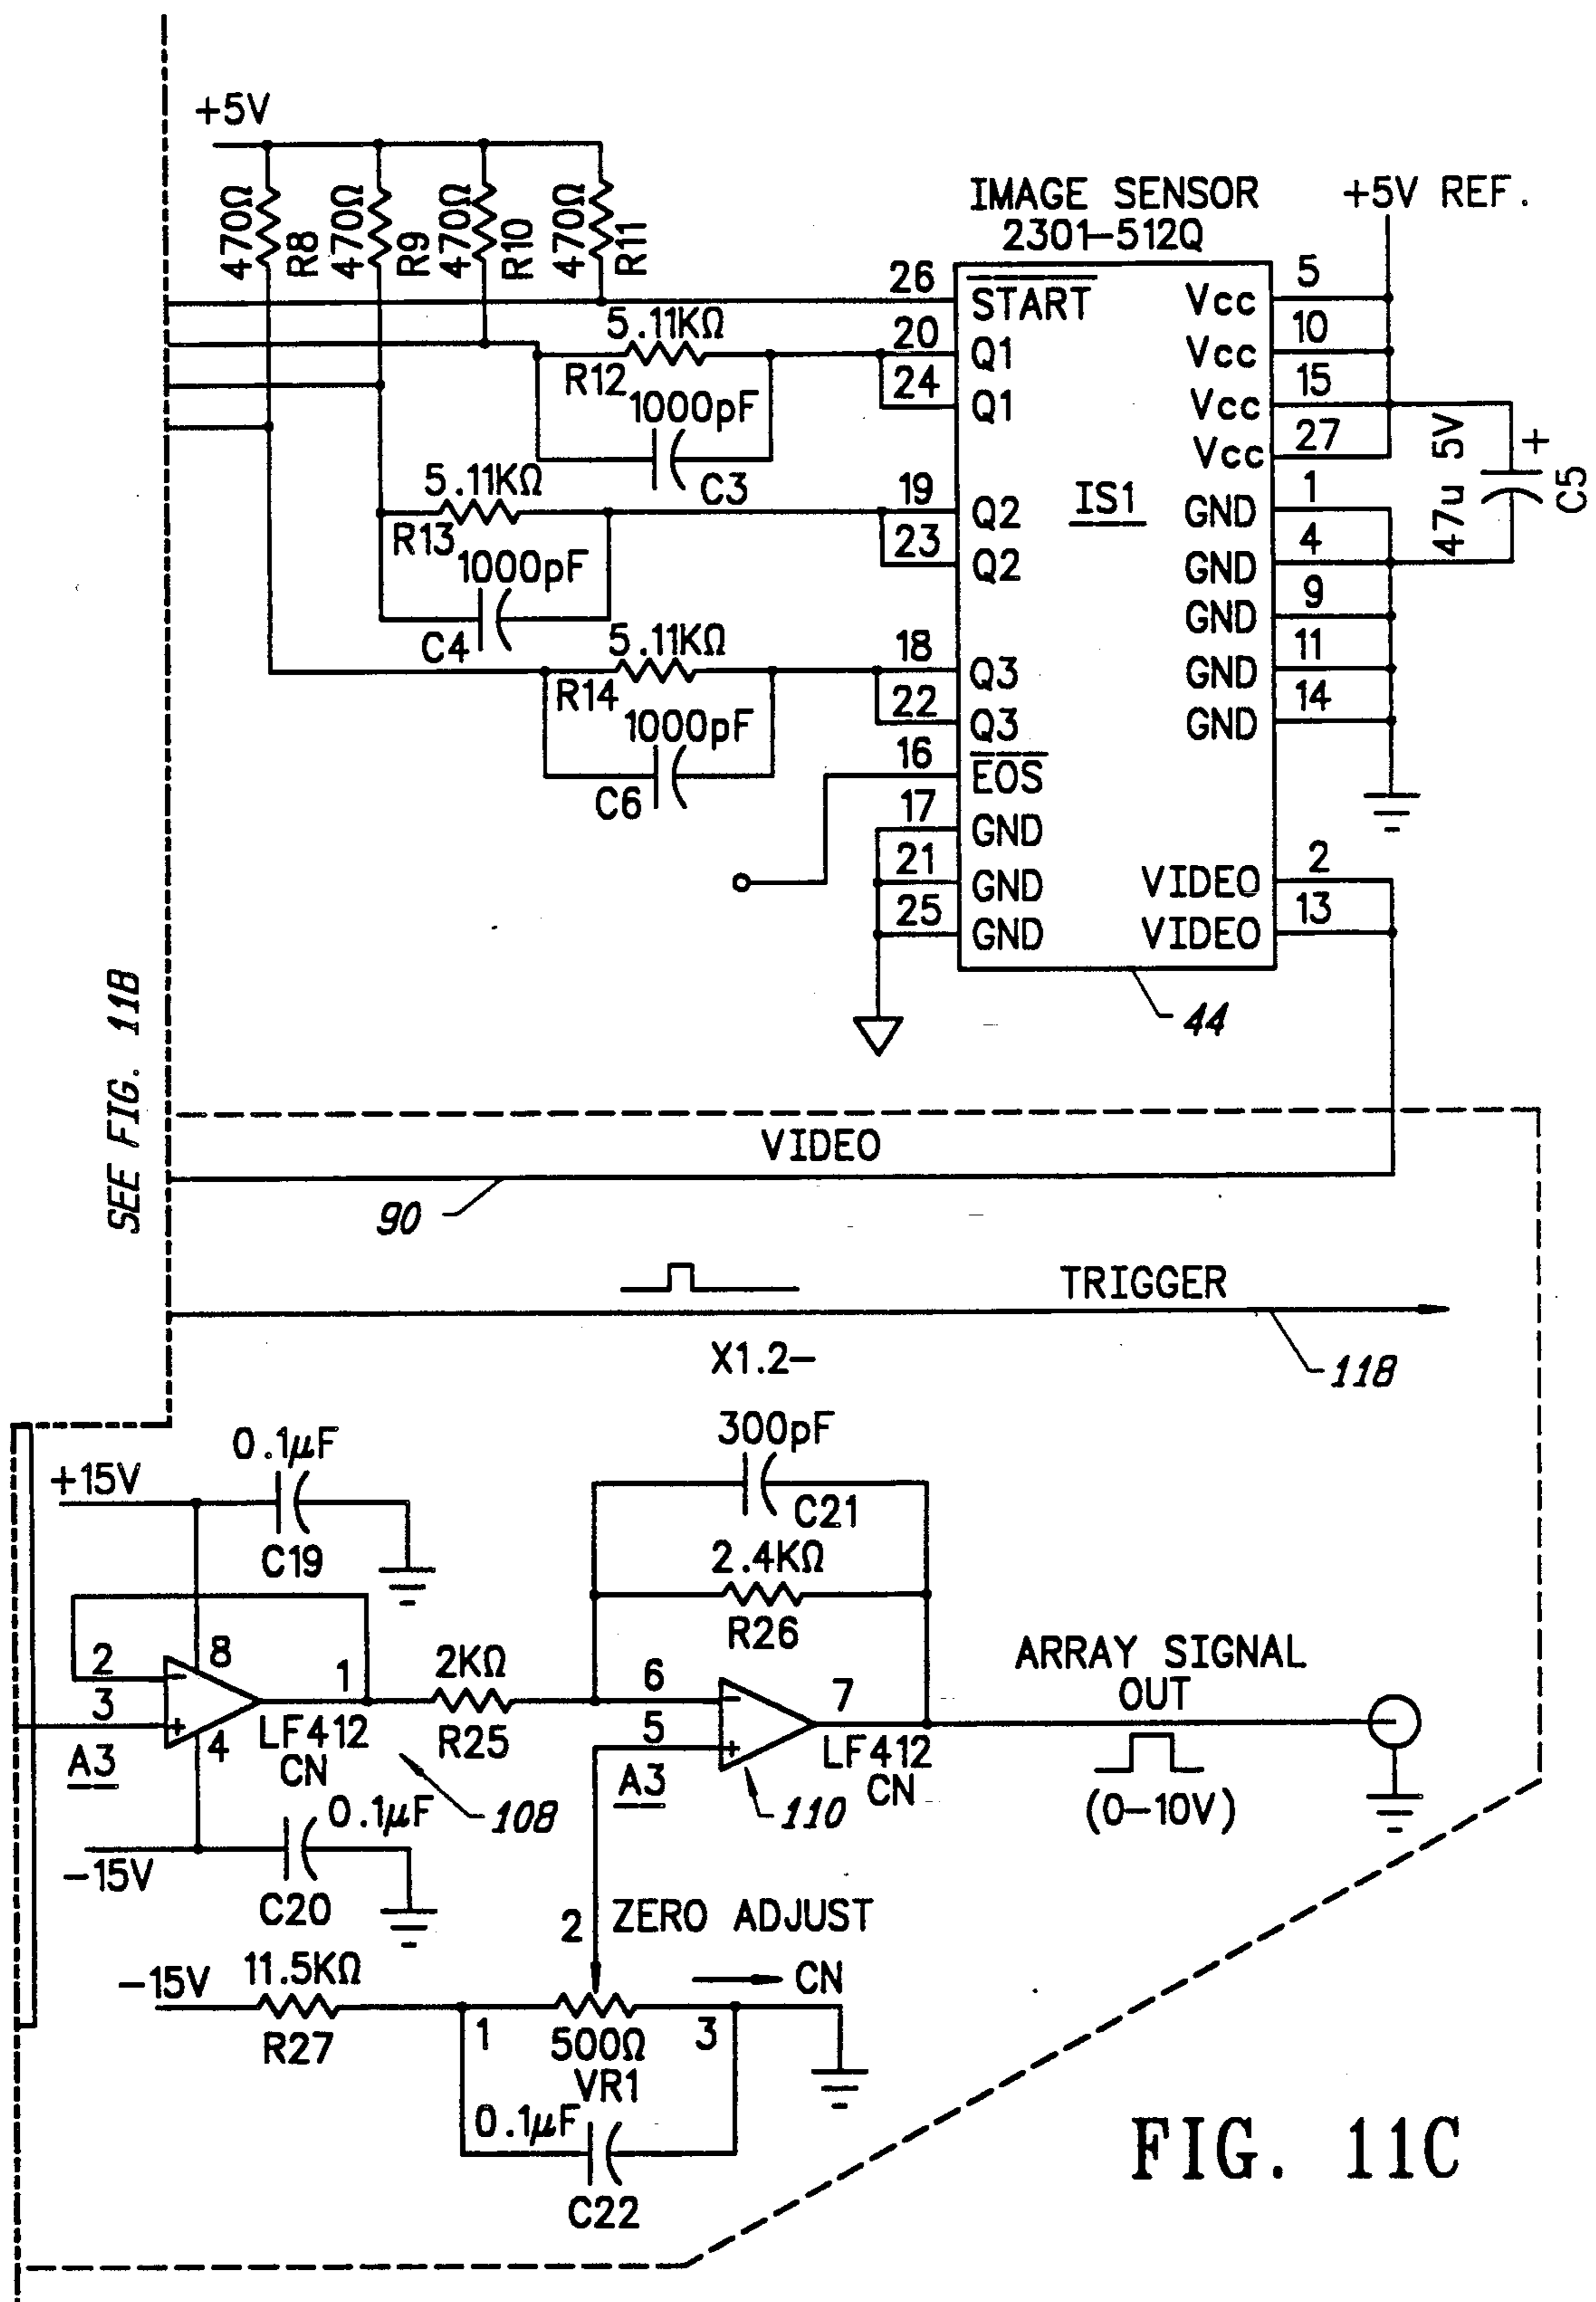 +5V
470Ω
R8
470Ω
R9
470Ω
R10
470Ω
R11
IMAGE SENSOR
2301-512Q
+5V REF.
26
START
5.11KΩ
R12
20
Q1
24
Q1
1000pF
C3
5.11KΩ
R13
19
Q2
23
Q2
1000pF
C4
5.11KΩ
R14
18
Q3
22
Q3
1000pF
C6
16
EOS
17
GND
21
GND
25
GND
IS1
Vcc
5
Vcc
10
Vcc
15
Vcc
27
GND
1
GND
4
GND
9
GND
11
GND
14
VIDEO
2
VIDEO
13
47u 5V
+
C5
44
SEE FIG. 11B
VIDEO
90
TRIGGER
118
X1.2-
300pF
C21
2.4KΩ
R26
0.1µF
+15V
C19
2
8
1
3
4
-
+
A3
LF412
CN
108
2KΩ
R25
6
7
5
-
+
A3
LF412
CN
110
ARRAY SIGNAL
OUT
(0-10V)
0.1µF
-15V
C20
2
ZERO ADJUST
-15V
11.5KΩ
R27
CN
1
500Ω
3
VR1
0.1µF
C22
FIG. 11C